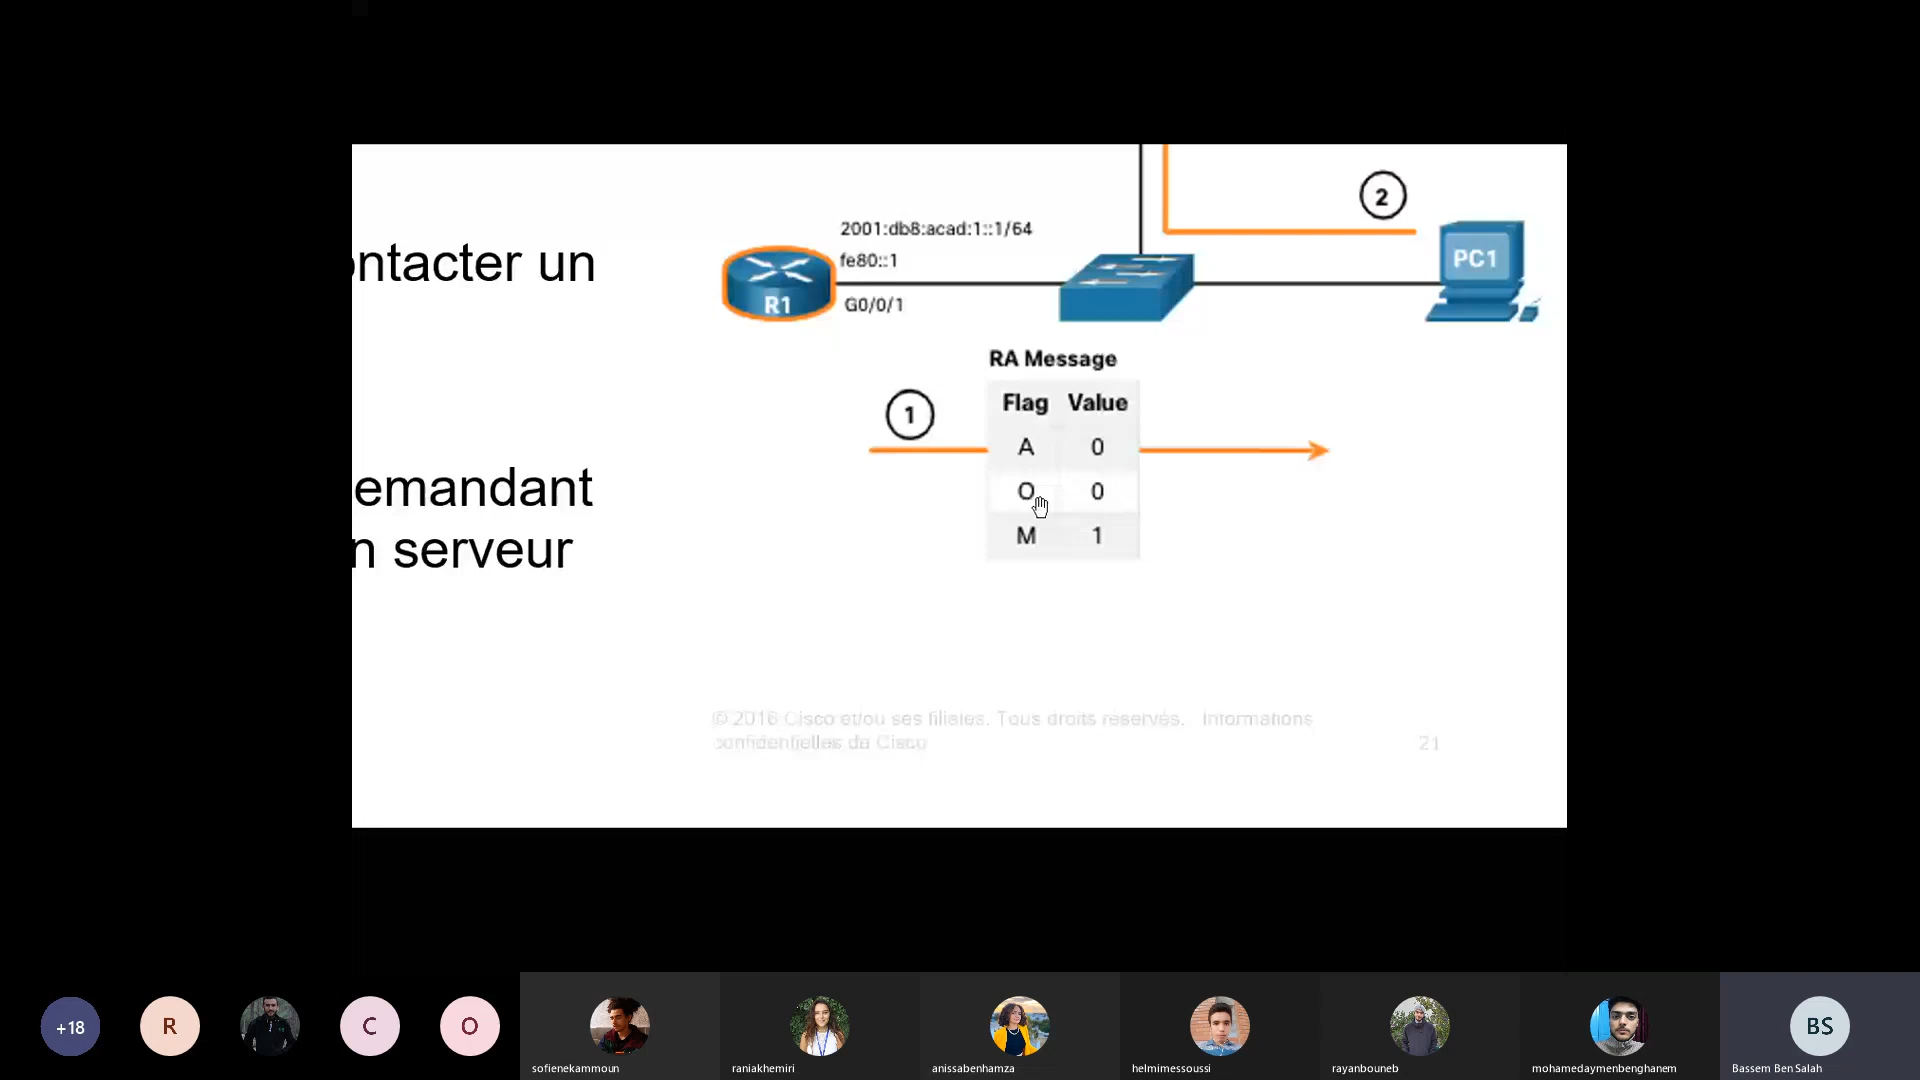 ontacter un
emandant
n serveur
2
2001:db8:acad:1::1/64
fe80::1
R1
G0/0/1
PC1
RA Message
1
Flag Value
A 0
O 0
M 1
© 2016 Cisco et/ou ses filiales. Tous droits réservés. Informations
confidentielles de Cisco
21
+18
R
C
O
sofienekammoun
raniakhemiri
anissabenhamza
helmimessoussi
rayanbouneb
mohamedaymenbenghanem
BS
Bassem Ben Salah